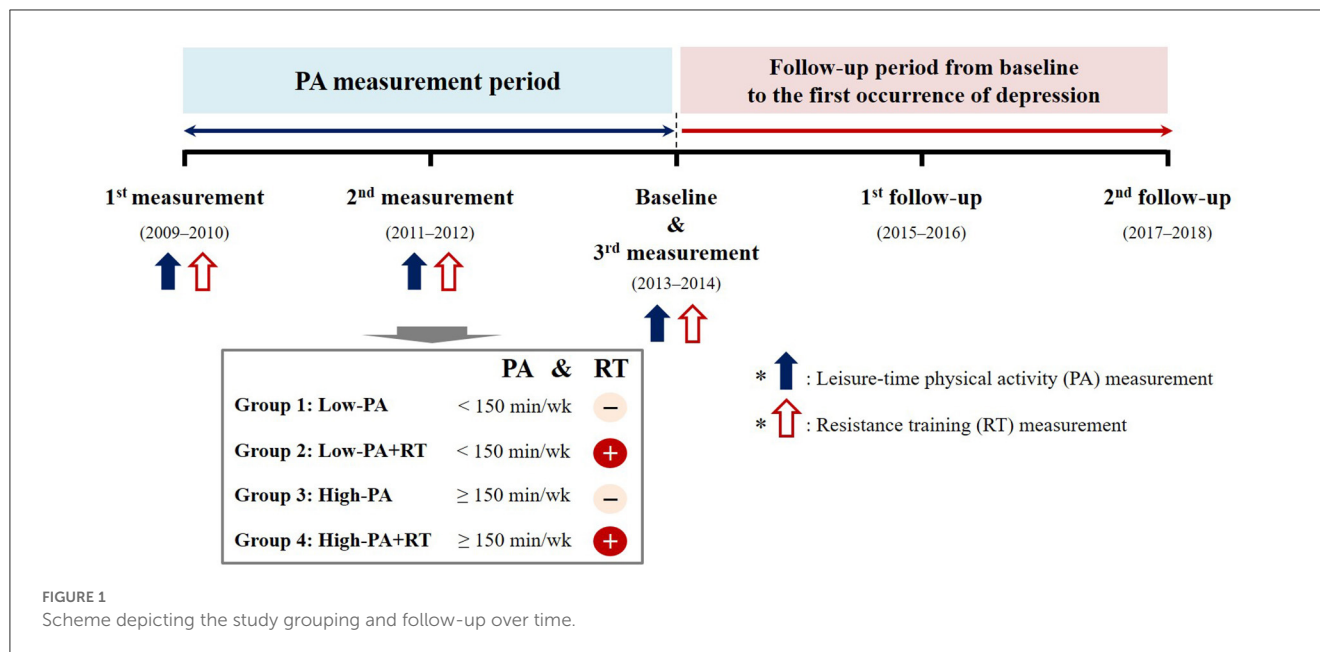 PA measurement period
Follow-up period from baseline
to the first occurrence of depression
1st measurement
(2009–2010)
2nd measurement
(2011–2012)
Baseline
&
3rd measurement
(2013–2014)
1st follow-up
(2015–2016)
2nd follow-up
(2017–2018)
PA & RT
Group 1: Low-PA < 150 min/wk −
Group 2: Low-PA+RT < 150 min/wk +
Group 3: High-PA ≥ 150 min/wk −
Group 4: High-PA+RT ≥ 150 min/wk +
* : Leisure-time physical activity (PA) measurement
* : Resistance training (RT) measurement
FIGURE 1
Scheme depicting the study grouping and follow-up over time.